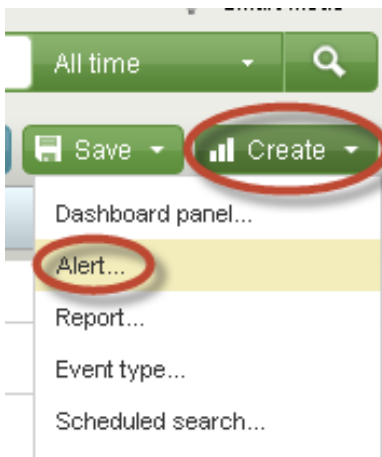 All time
Save
Create
Dashboard panel...
Alert...
Report...
Event type...
Scheduled search...